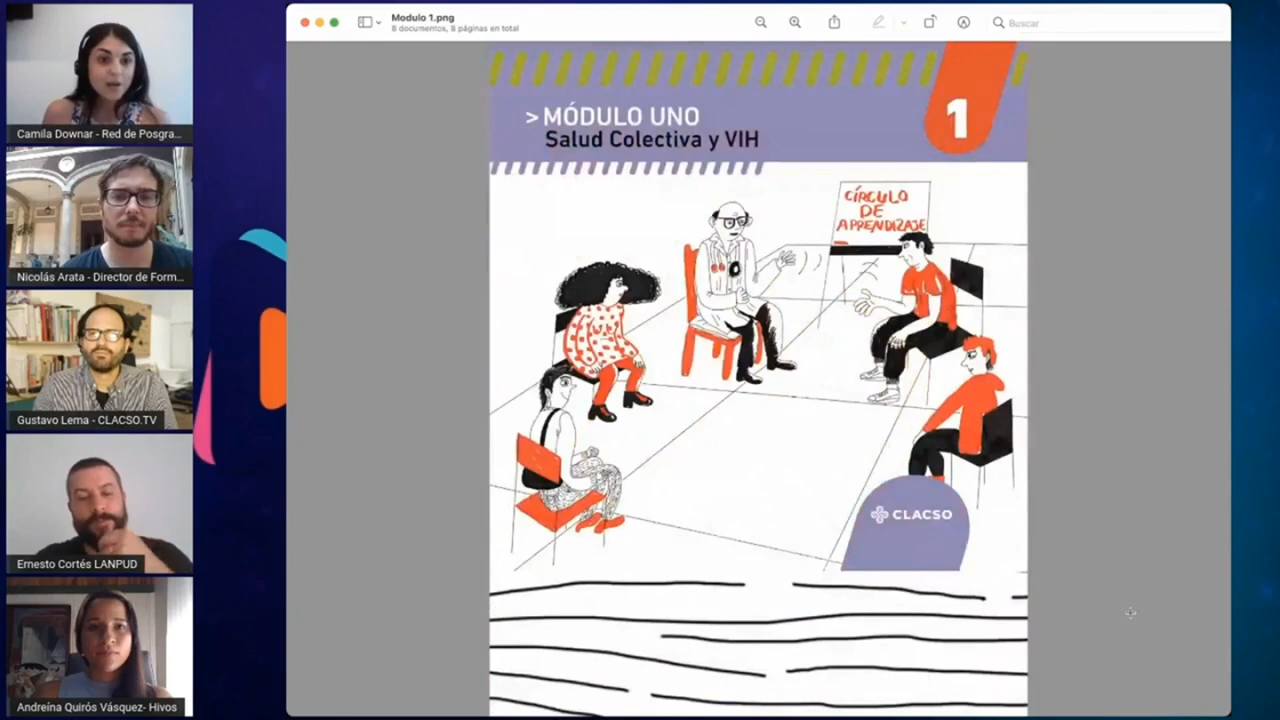 Camila Downar - Red de Posgra...
Nicolás Arata - Director de Form...
Gustavo Lema - CLACSO.TV
Ernesto Cortés LANPUD
Andreína Quirós Vásquez- Hivos
Modulo 1.png
8 documentos, 8 páginas en total
Buscar
> MÓDULO UNO
Salud Colectiva y VIH
1
CÍRCULO
DE
APRENDIZAJE
CLACSO